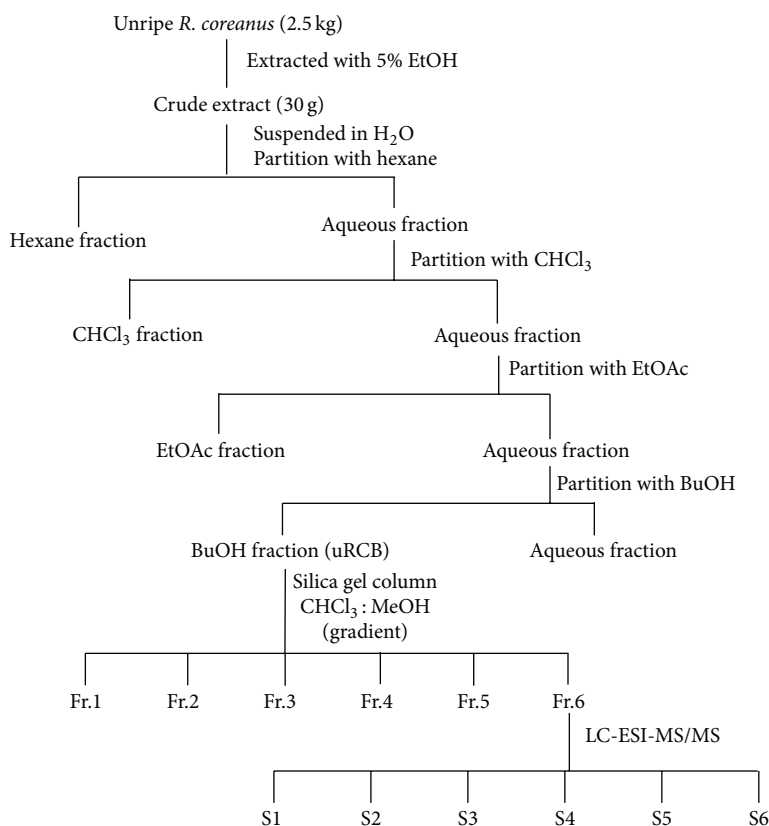 Unripe R. coreanus (2.5 kg)
Extracted with 5% EtOH
Crude extract (30 g)
Suspended in H₂O
Partition with hexane
Hexane fraction
Aqueous fraction
Partition with CHCl₃
CHCl₃ fraction
Aqueous fraction
Partition with EtOAc
EtOAc fraction
Aqueous fraction
Partition with BuOH
BuOH fraction (uRCB)
Aqueous fraction
Silica gel column
CHCl₃ : MeOH
(gradient)
Fr.1 Fr.2 Fr.3 Fr.4 Fr.5 Fr.6
LC-ESI-MS/MS
S1 S2 S3 S4 S5 S6